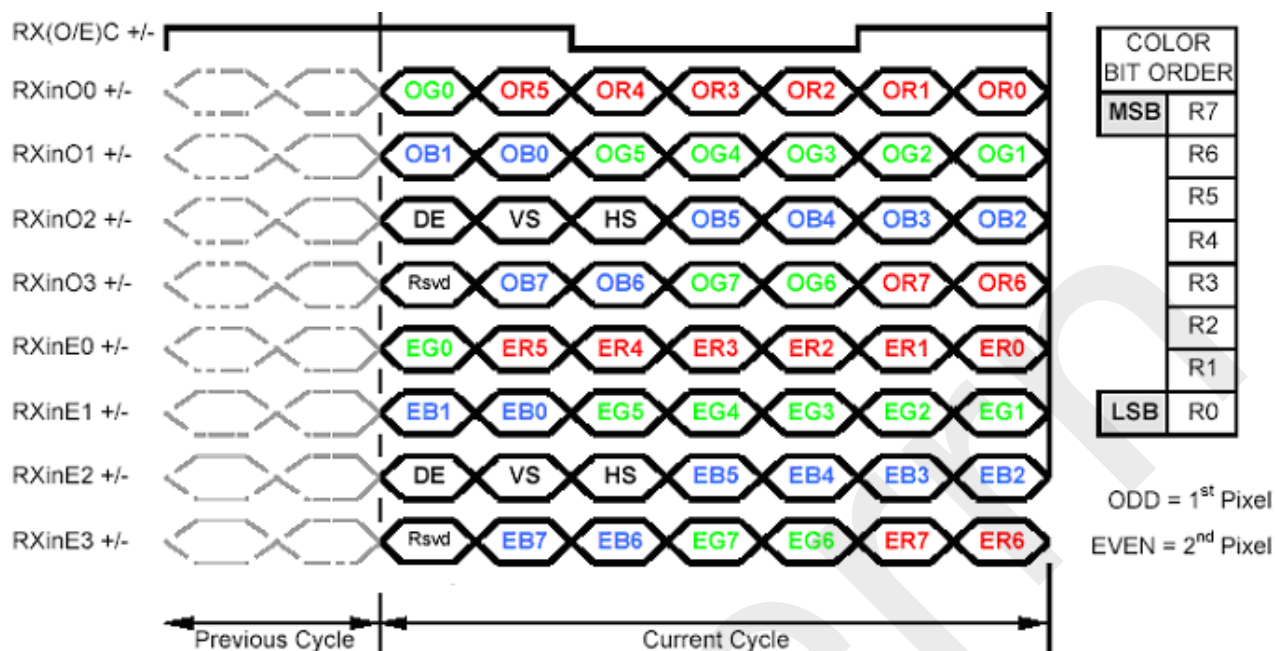 RX(O/E)C +/-
RXinO0 +/- OG0 OR5 OR4 OR3 OR2 OR1 OR0
RXinO1 +/- OB1 OB0 OG5 OG4 OG3 OG2 OG1
RXinO2 +/- DE VS HS OB5 OB4 OB3 OB2
RXinO3 +/- Rsvd OB7 OB6 OG7 OG6 OR7 OR6
RXinE0 +/- EG0 ER5 ER4 ER3 ER2 ER1 ER0
RXinE1 +/- EB1 EB0 EG5 EG4 EG3 EG2 EG1
RXinE2 +/- DE VS HS EB5 EB4 EB3 EB2
RXinE3 +/- Rsvd EB7 EB6 EG7 EG6 ER7 ER6
Previous Cycle Current Cycle
COLOR
BIT ORDER
MSB R7
R6
R5
R4
R3
R2
R1
LSB R0
ODD = 1st Pixel
EVEN = 2nd Pixel